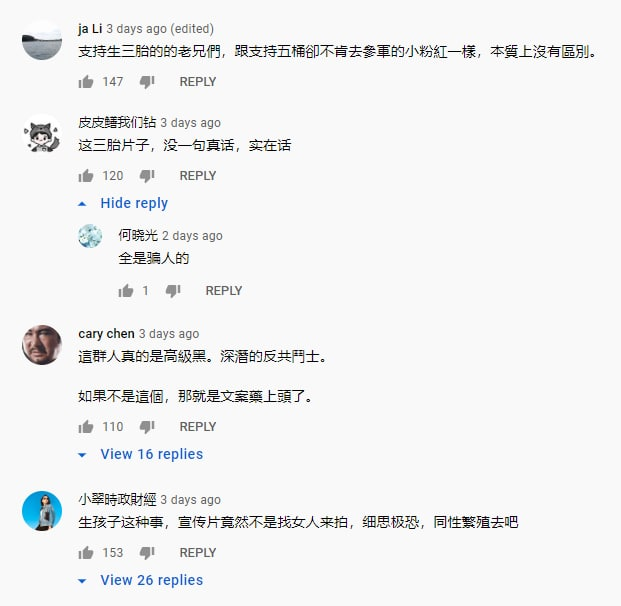 ja Li 3 days ago (edited)
支持生三胎的的老兄們，跟支持五桶卻不肯去參軍的小粉紅一樣，本質上沒有區別。
147 REPLY
皮皮鳝我们钻 3 days ago
这三胎片子，没一句真话，实在话
120 REPLY
Hide reply
何晓光 2 days ago
全是骗人的
1 REPLY
cary chen 3 days ago
這群人真的是高級黑。深潛的反共鬥士。
如果不是這個，那就是文案藥上頭了。
110 REPLY
View 16 replies
小翠時政財經 3 days ago
生孩子这种事，宣传片竟然不是找女人来拍，细思极恐，同性繁殖去吧
153 REPLY
View 26 replies